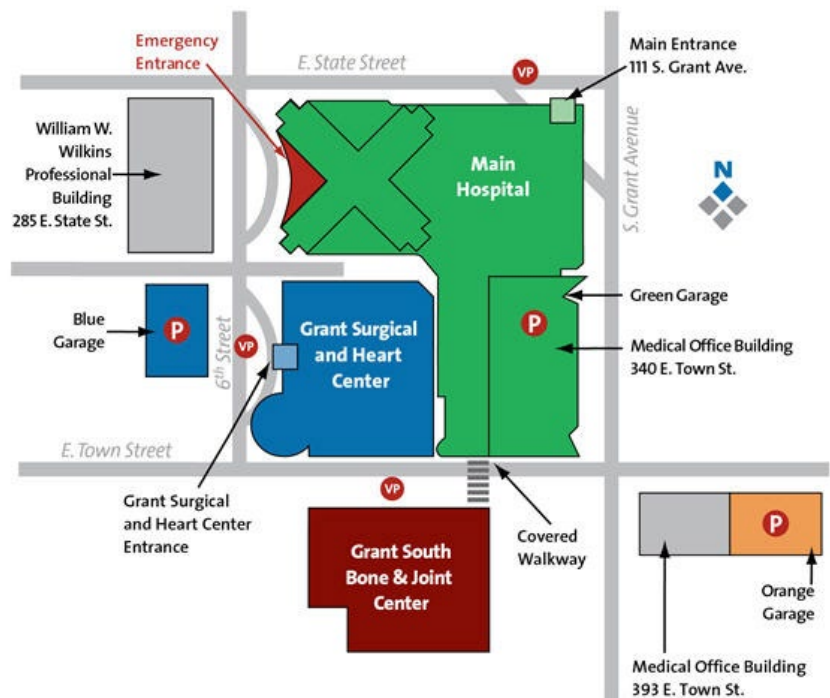 Emergency
Entrance
E. State Street
VP
Main Entrance
111 S. Grant Ave.
William W.
Wilkins
Professional
Building
285 E. State St.
Main
Hospital
S. Grant Avenue
N
Blue
Garage
P
6th Street
VP
Grant Surgical
and Heart
Center
P
Green Garage
Medical Office Building
340 E. Town St.
E. Town Street
Grant Surgical
and Heart Center
Entrance
VP
Covered
Walkway
Grant South
Bone & Joint
Center
P
Orange
Garage
Medical Office Building
393 E. Town St.